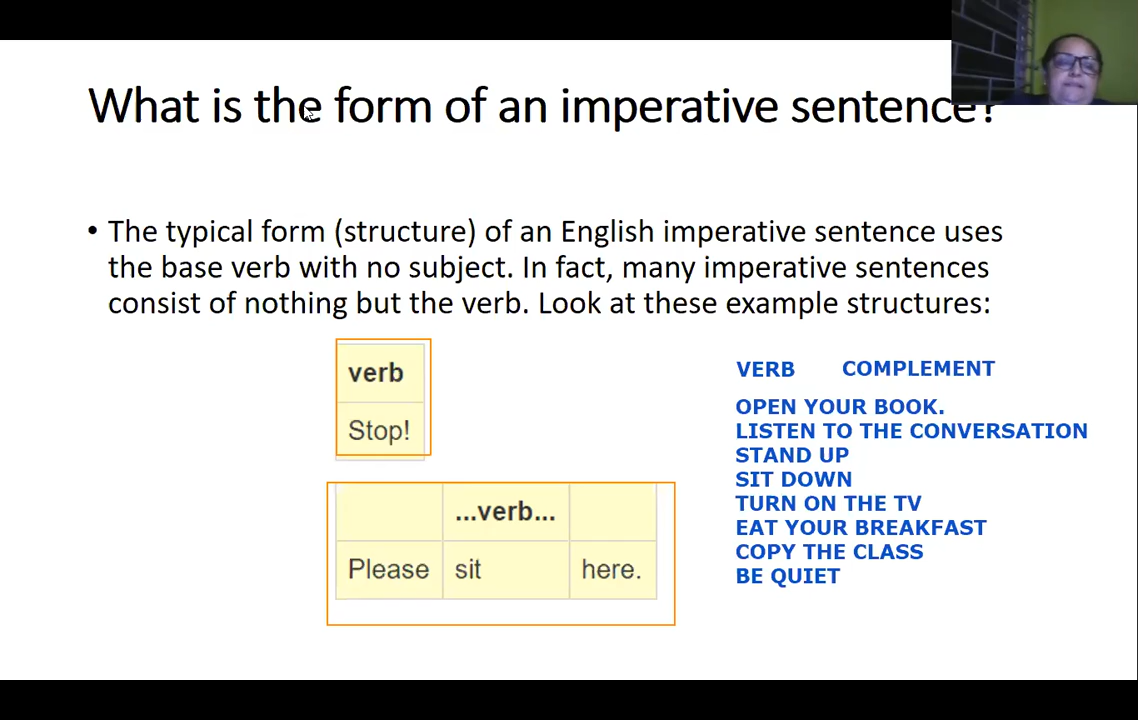 What is the form of an imperative sentence?
• The typical form (structure) of an English imperative sentence uses
the base verb with no subject. In fact, many imperative sentences
consist of nothing but the verb. Look at these example structures:
verb
Stop!
...verb...
Please sit here.
VERB COMPLEMENT
OPEN YOUR BOOK.
LISTEN TO THE CONVERSATION
STAND UP
SIT DOWN
TURN ON THE TV
EAT YOUR BREAKFAST
COPY THE CLASS
BE QUIET